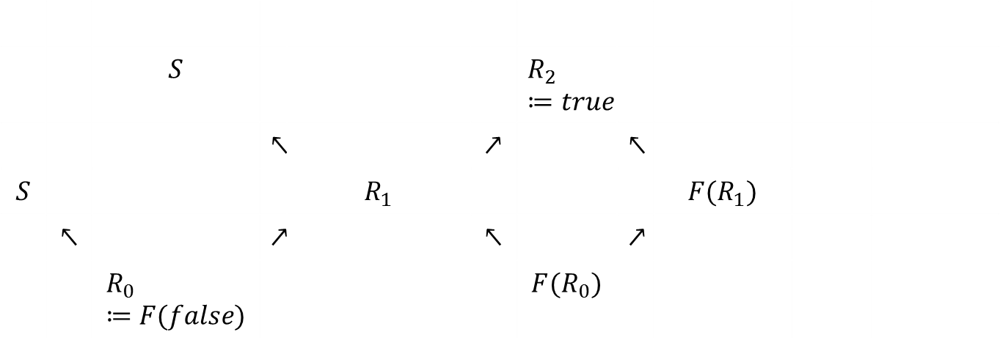 S R₂
≔ true
↖ ↗ ↖
S R₁ F(R₁)
↖ ↗ ↖ ↗
R₀ F(R₀)
≔ F(false)